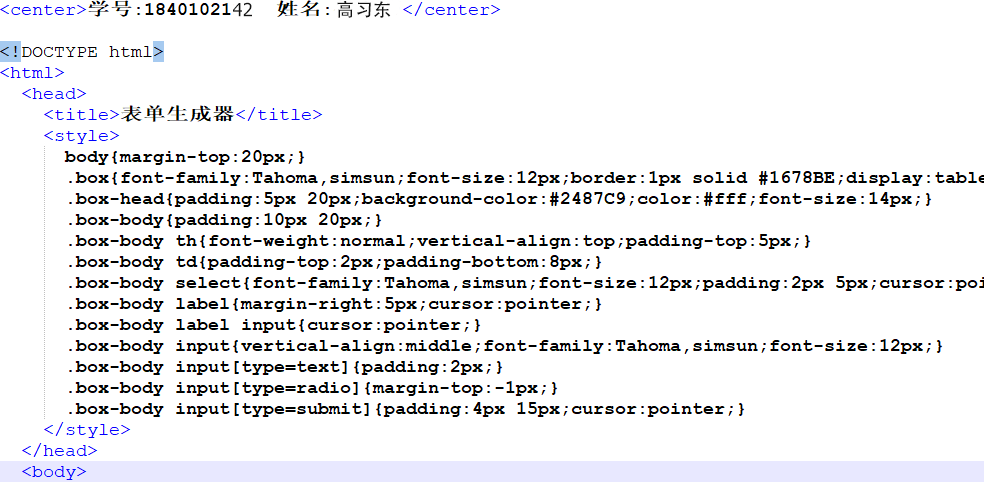 <center>学号:1840102142  姓名:高习东 </center>
<!DOCTYPE html>
<html>
<head>
<title>表单生成器</title>
<style>
body{margin-top:20px;}
.box{font-family:Tahoma,simsun;font-size:12px;border:1px solid #1678BE;display:table
.box-head{padding:5px 20px;background-color:#2487C9;color:#fff;font-size:14px;}
.box-body{padding:10px 20px;}
.box-body th{font-weight:normal;vertical-align:top;padding-top:5px;}
.box-body td{padding-top:2px;padding-bottom:8px;}
.box-body select{font-family:Tahoma,simsun;font-size:12px;padding:2px 5px;cursor:poi
.box-body label{margin-right:5px;cursor:pointer;}
.box-body label input{cursor:pointer;}
.box-body input{vertical-align:middle;font-family:Tahoma,simsun;font-size:12px;}
.box-body input[type=text]{padding:2px;}
.box-body input[type=radio]{margin-top:-1px;}
.box-body input[type=submit]{padding:4px 15px;cursor:pointer;}
</style>
</head>
<body>